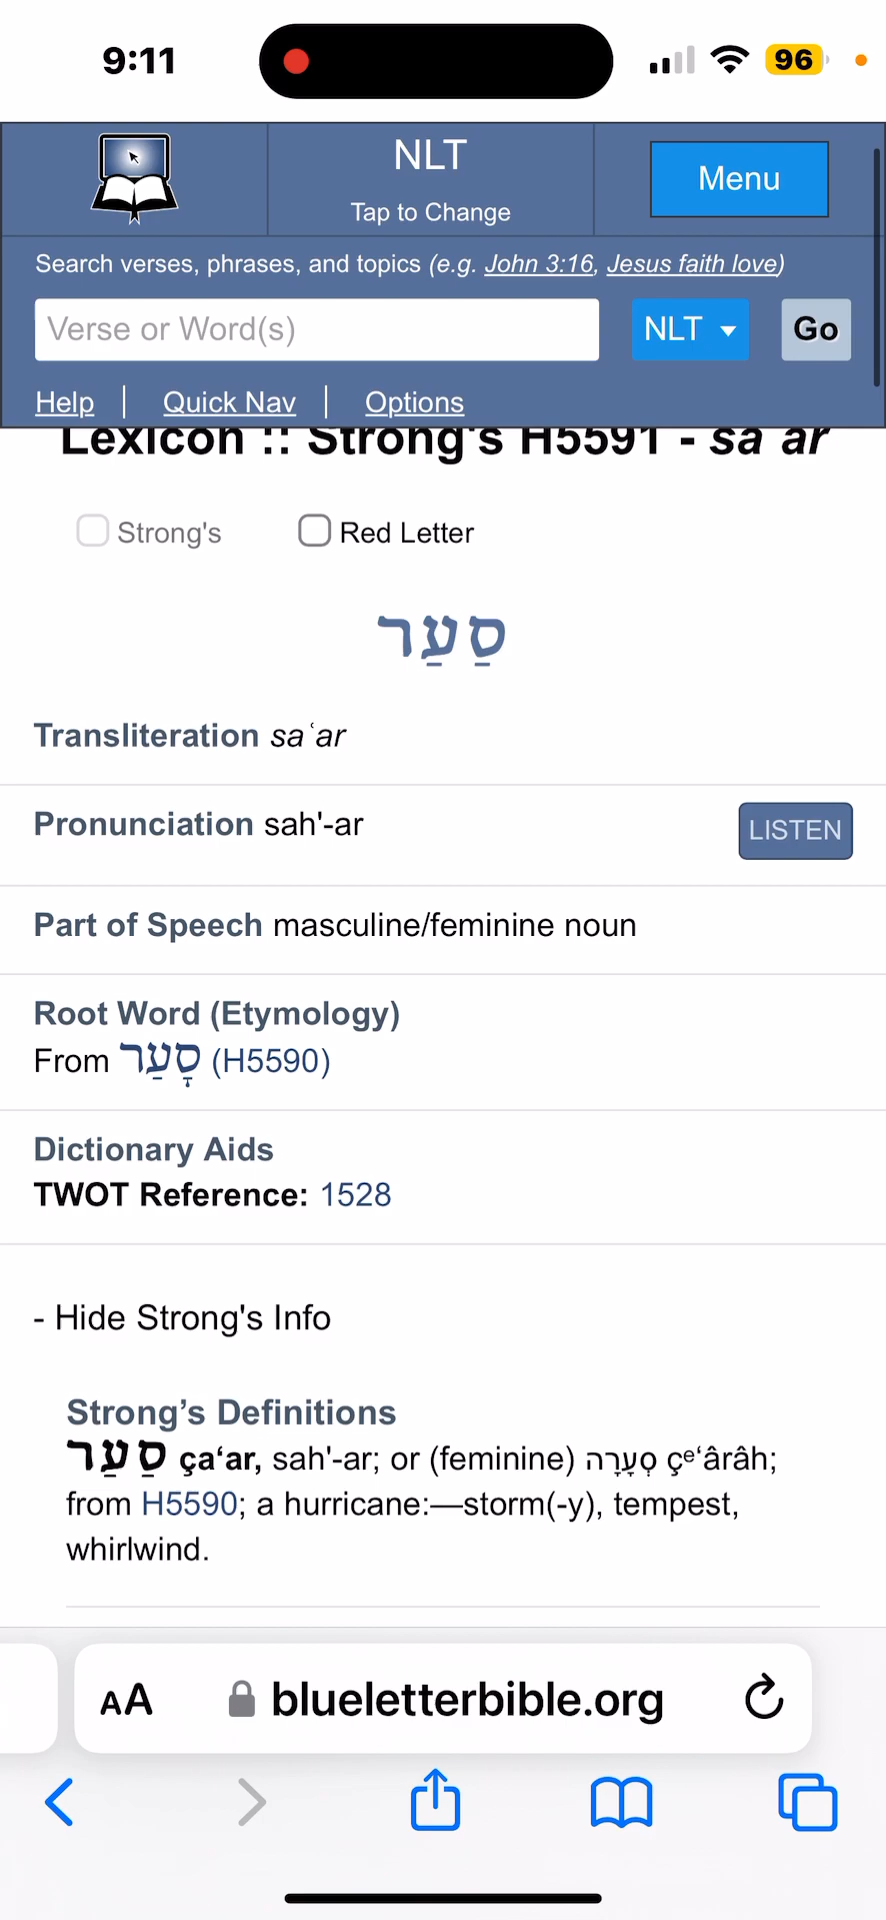 9:11
96
NLT
Tap to Change
Menu
Search verses, phrases, and topics (e.g. John 3:16, Jesus faith love)
Verse or Word(s)
NLT
Go
Help | Quick Nav | Options
Lexicon :: Strong's H5591 - saʿar
Strong's
Red Letter
סַעַר
Transliteration saʿar
Pronunciation sah'-ar
LISTEN
Part of Speech masculine/feminine noun
Root Word (Etymology)
From סָעַר (H5590)
Dictionary Aids
TWOT Reference: 1528
- Hide Strong's Info
Strong’s Definitions
סַעַר çaʻar, sah'-ar; or (feminine) סְעָרָה çᵉʻârâh;
from H5590; a hurricane:—storm(-y), tempest,
whirlwind.
AA
blueletterbible.org